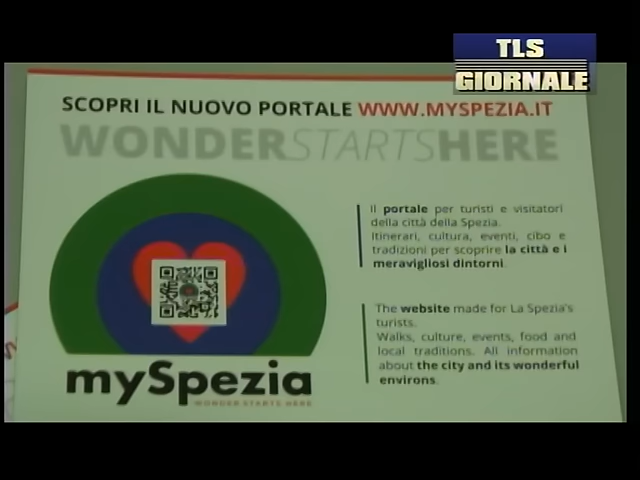 TLS
GIORNALE
SCOPRI IL NUOVO PORTALE WWW.MYSPEZIA.IT
WONDERSTARTSHERE
Il portale per turisti e visitatori
della città della Spezia.
Itinerari, cultura, eventi, cibo e
tradizioni per scoprire la città e i
meravigliosi dintorni.
The website made for La Spezia's
turists.
Walks, culture, events, food and
local traditions. All information
about the city and its wonderful
environs.
mySpezia
WONDER STARTS HERE